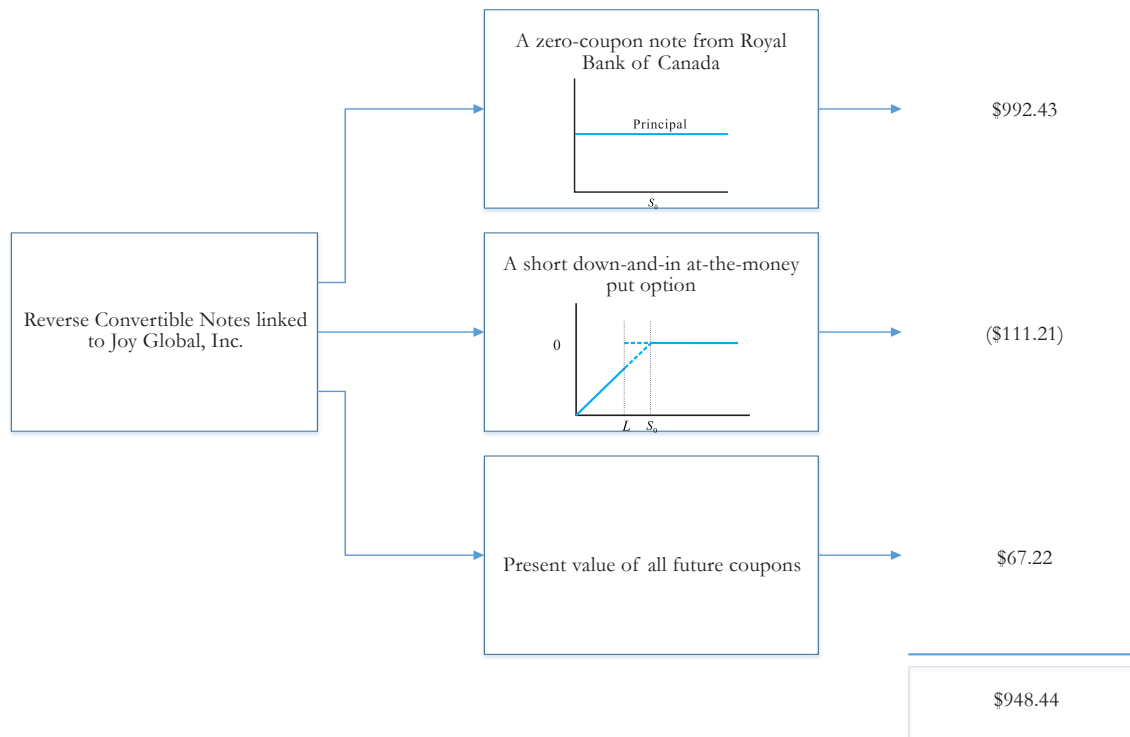 A zero-coupon note from Royal
Bank of Canada
Principal
S₀
$992.43
Reverse Convertible Notes linked
to Joy Global, Inc.
A short down-and-in at-the-money
put option
0
L S₀
($111.21)
Present value of all future coupons
$67.22
$948.44